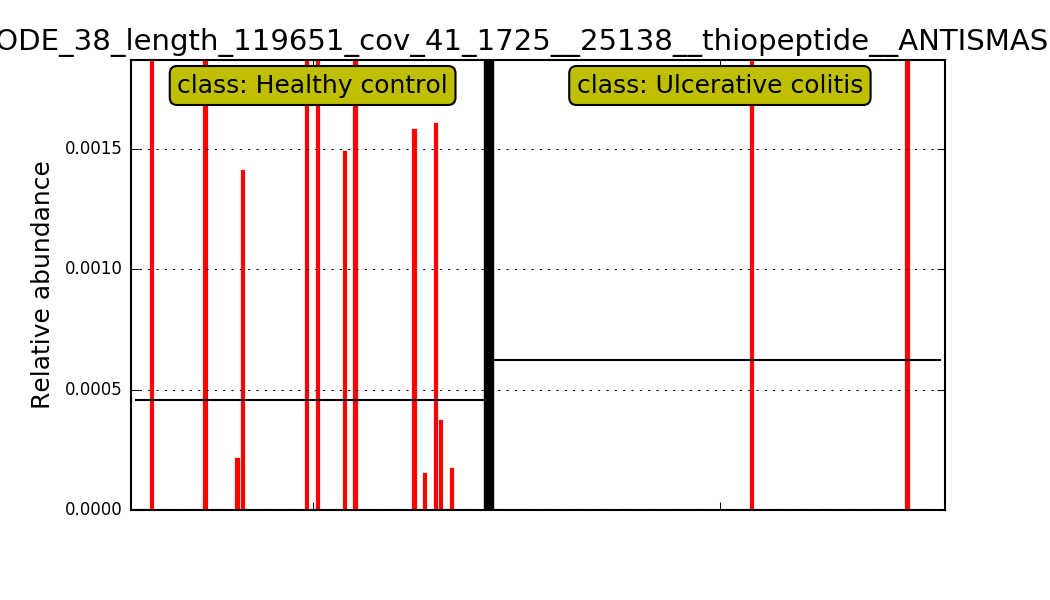 ODE_38_length_119651_cov_41_1725__25138__thiopeptide__ANTISMAS
class: Healthy control
class: Ulcerative colitis
Relative abundance
0.0015
0.0010
0.0005
0.0000